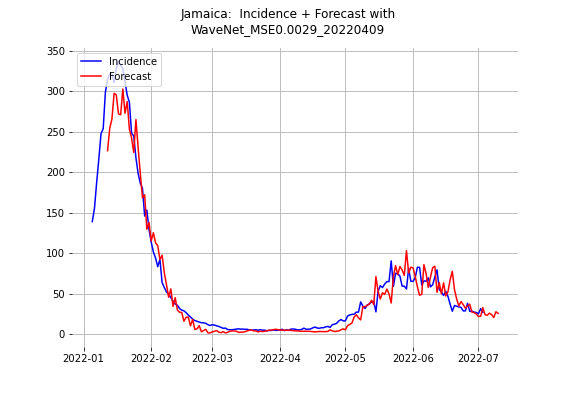 Jamaica:  Incidence + Forecast with
WaveNet_MSE0.0029_20220409
350
300
250
200
150
100
50
0
Incidence
Forecast
2022-01 2022-02 2022-03 2022-04 2022-05 2022-06 2022-07